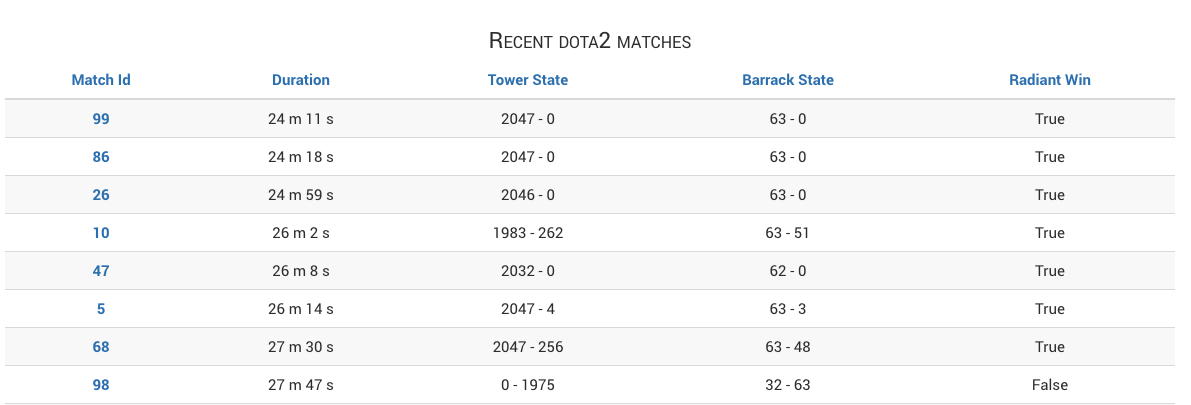 Recent dota2 matches
Match Id Duration Tower State Barrack State Radiant Win
99 24 m 11 s 2047 - 0 63 - 0 True
86 24 m 18 s 2047 - 0 63 - 0 True
26 24 m 59 s 2046 - 0 63 - 0 True
10 26 m 2 s 1983 - 262 63 - 51 True
47 26 m 8 s 2032 - 0 62 - 0 True
5 26 m 14 s 2047 - 4 63 - 3 True
68 27 m 30 s 2047 - 256 63 - 48 True
98 27 m 47 s 0 - 1975 32 - 63 False